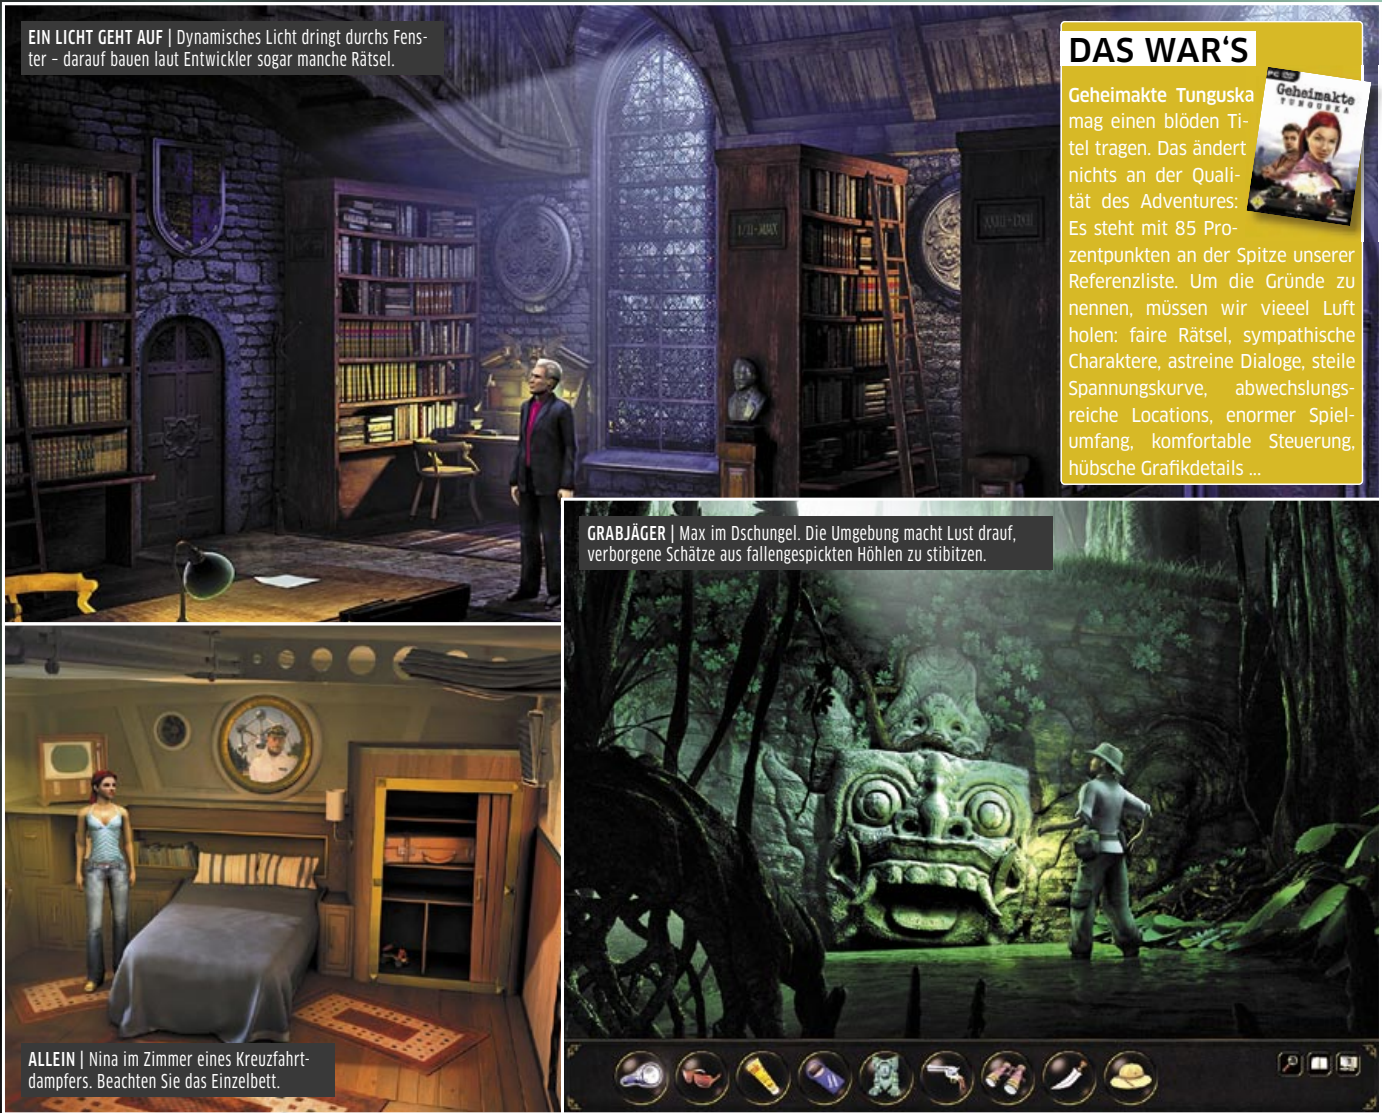 EIN LICHT GEHT AUF | Dynamisches Licht dringt durchs Fens-
ter – darauf bauen laut Entwickler sogar manche Rätsel.
DAS WAR‘S
Geheimakte Tunguska
mag einen blöden Ti-
tel tragen. Das ändert
nichts an der Quali-
tät des Adventures:
Es steht mit 85 Pro-
zentpunkten an der Spitze unserer
Referenzliste. Um die Gründe zu
nennen, müssen wir vieeel Luft
holen: faire Rätsel, sympathische
Charaktere, astreine Dialoge, steile
Spannungskurve, abwechslungs-
reiche Locations, enormer Spiel-
umfang, komfortable Steuerung,
hübsche Grafikdetails ...
PC
Geheimakte
TUNGUSKA
GRABJÄGER | Max im Dschungel. Die Umgebung macht Lust drauf,
verborgene Schätze aus fallengespickten Höhlen zu stibitzen.
ALLEIN | Nina im Zimmer eines Kreuzfahrt-
dampfers. Beachten Sie das Einzelbett.